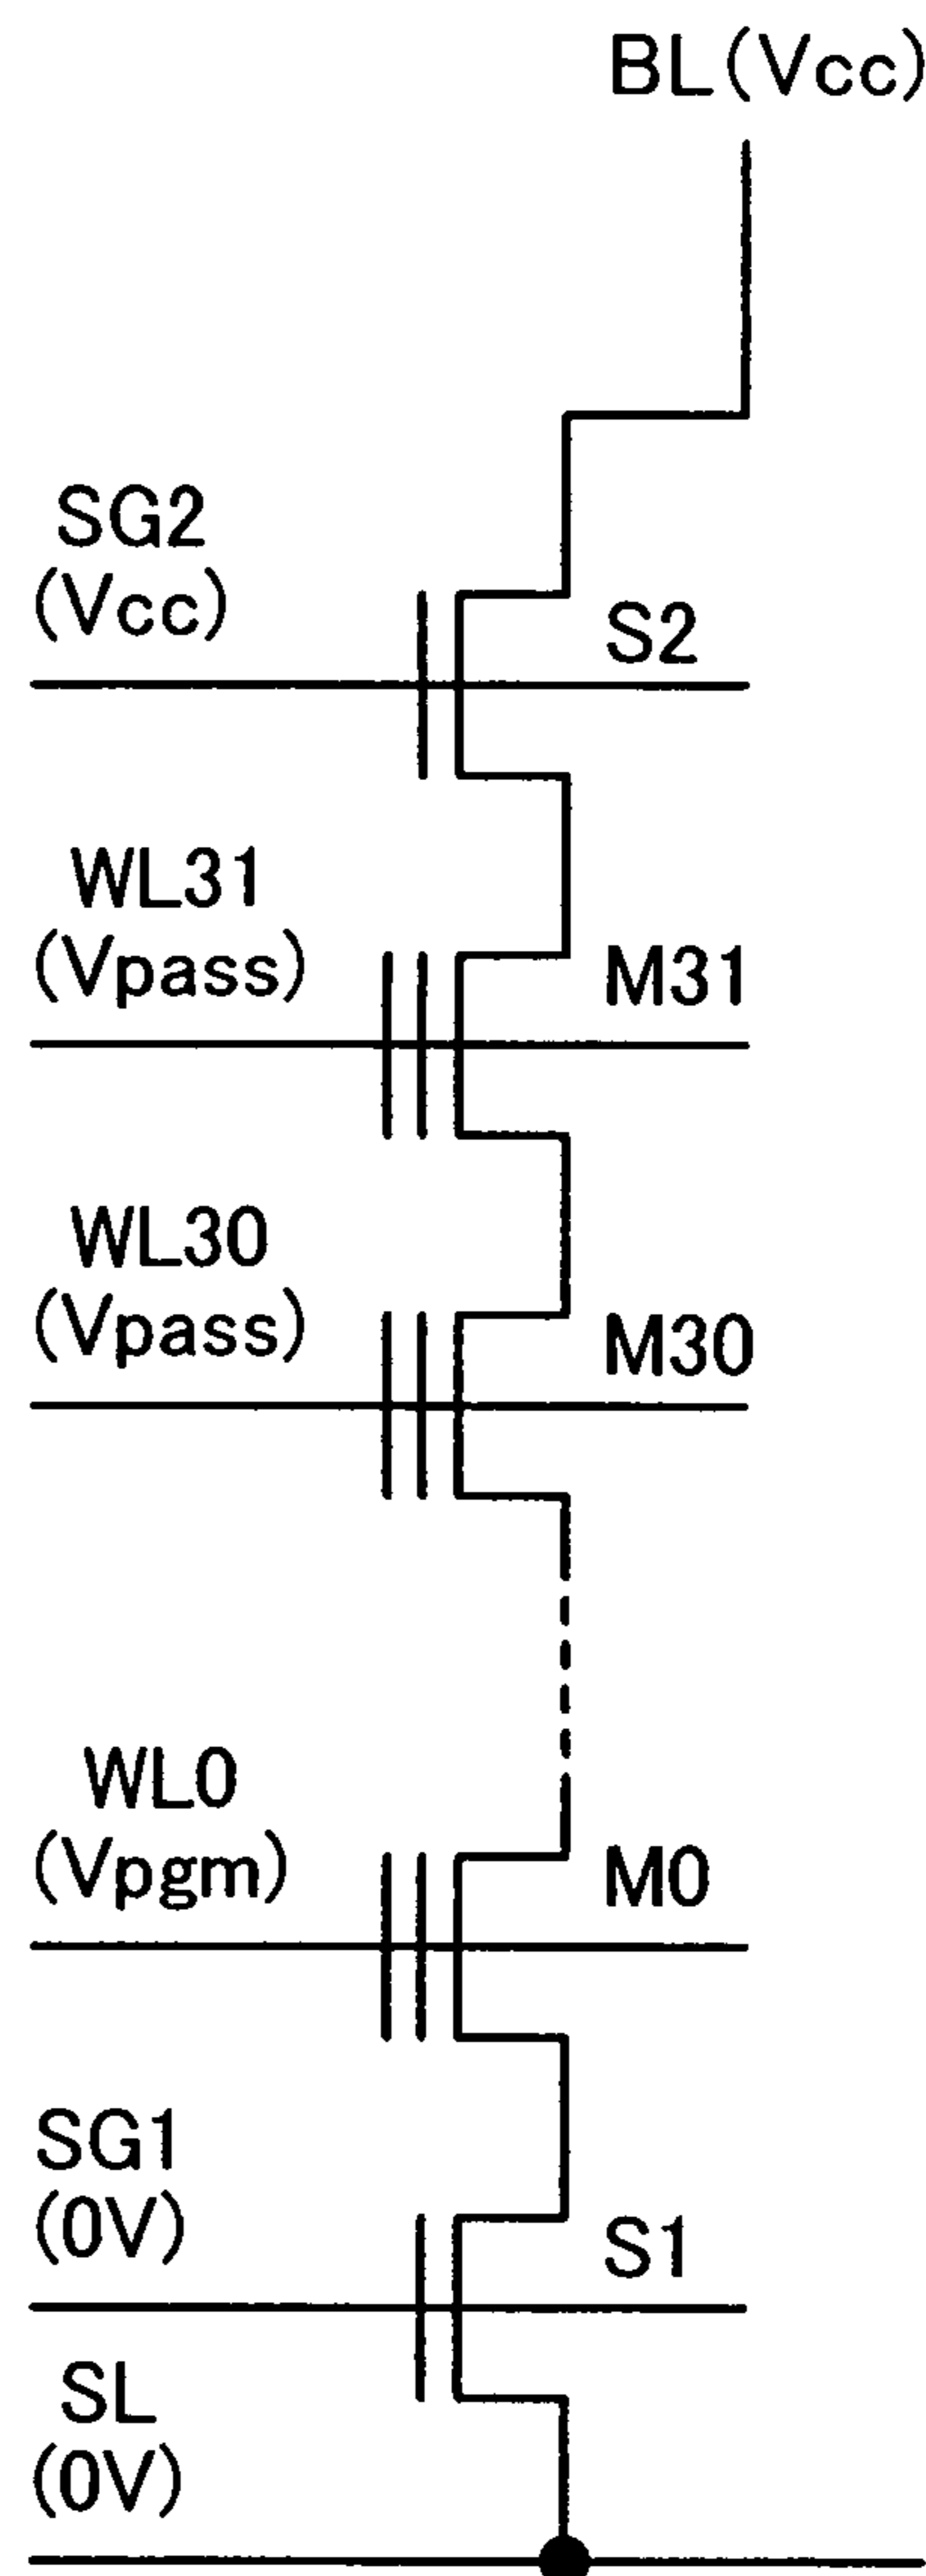 BL(Vcc)
SG2
(Vcc)
S2
WL31
(Vpass)
M31
WL30
(Vpass)
M30
WL0
(Vpgm)
M0
SG1
(0V)
S1
SL
(0V)